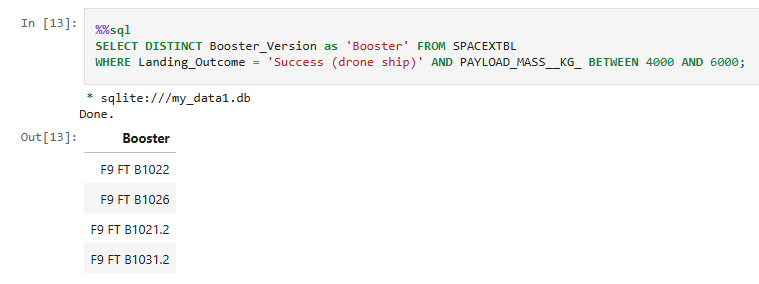 In [13]:
%%sql
SELECT DISTINCT Booster_Version as 'Booster' FROM SPACEXTBL
WHERE Landing_Outcome = 'Success (drone ship)' AND PAYLOAD_MASS__KG_ BETWEEN 4000 AND 6000;
* sqlite:///my_data1.db
Done.
Out[13]:
Booster
F9 FT B1022
F9 FT B1026
F9 FT B1021.2
F9 FT B1031.2